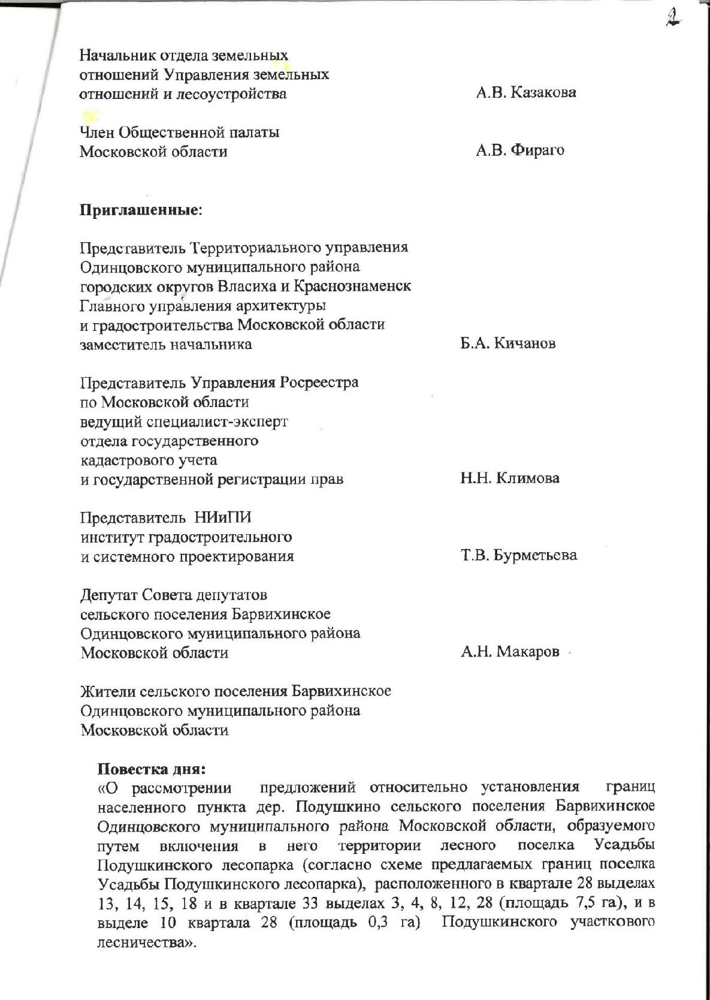 2
Начальник отдела земельных
отношений Управления земельных
отношений и лесоустройства А.В. Казакова
Член Общественной палаты
Московской области А.В. Фираго
Приглашенные:
Представитель Территориального управления
Одинцовского муниципального района
городских округов Власиха и Краснознаменск
Главного управления архитектуры
и градостроительства Московской области
заместитель начальника Б.А. Кичанов
Представитель Управления Росреестра
по Московской области
ведущий специалист-эксперт
отдела государственного
кадастрового учета
и государственной регистрации прав Н.Н. Климова
Представитель НИиПИ
институт градостроительного
и системного проектирования Т.В. Бурметьева
Депутат Совета депутатов
сельского поселения Барвихинское
Одинцовского муниципального района
Московской области А.Н. Макаров
Жители сельского поселения Барвихинское
Одинцовского муниципального района
Московской области
Повестка дня:
«О рассмотрении предложений относительно установления границ
населенного пункта дер. Подушкино сельского поселения Барвихинское
Одинцовского муниципального района Московской области, образуемого
путем включения в него территории лесного поселка Усадьбы
Подушкинского лесопарка (согласно схеме предлагаемых границ поселка
Усадьбы Подушкинского лесопарка), расположенного в квартале 28 выделах
13, 14, 15, 18 и в квартале 33 выделах 3, 4, 8, 12, 28 (площадь 7,5 га), и в
выделе 10 квартала 28 (площадь 0,3 га) Подушкинского участкового
лесничества».